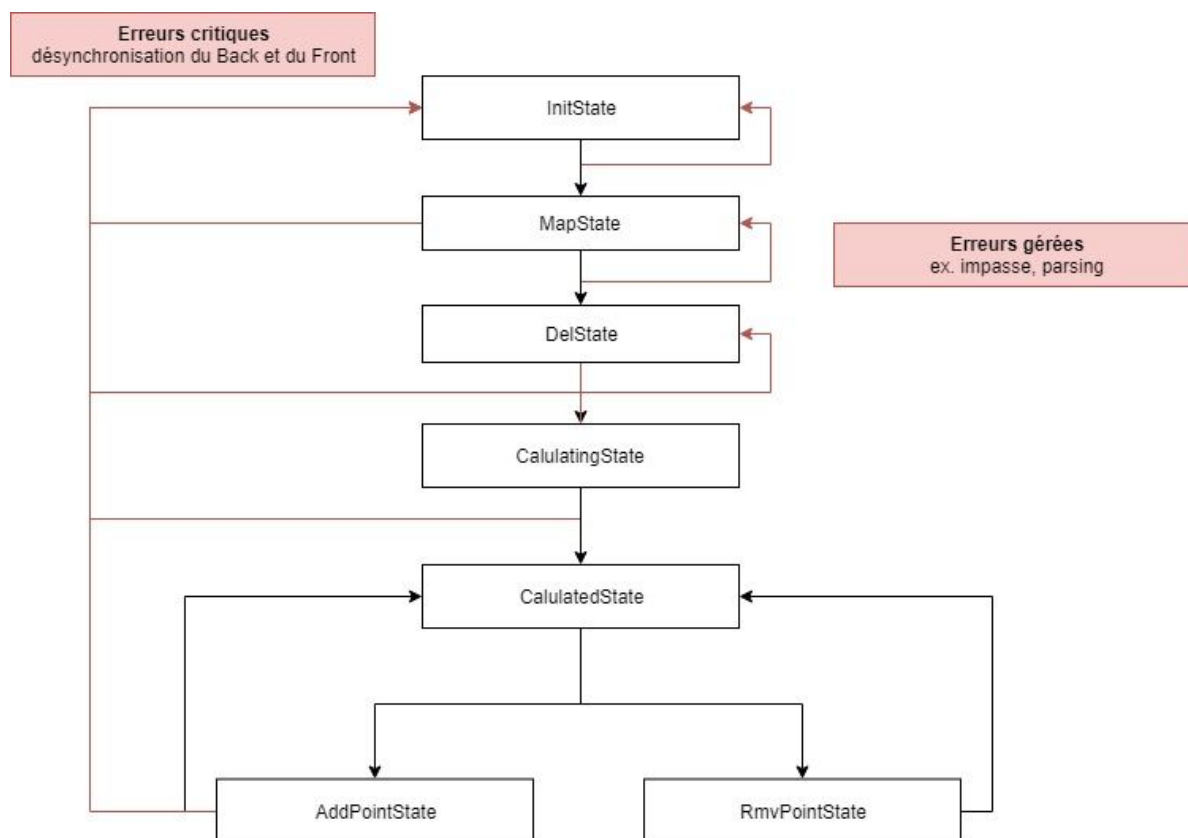 Erreurs critiques
désynchronisation du Back et du Front
InitState
MapState
Erreurs gérées
ex. impasse, parsing
DelState
CalulatingState
CalulatedState
AddPointState
RmvPointState